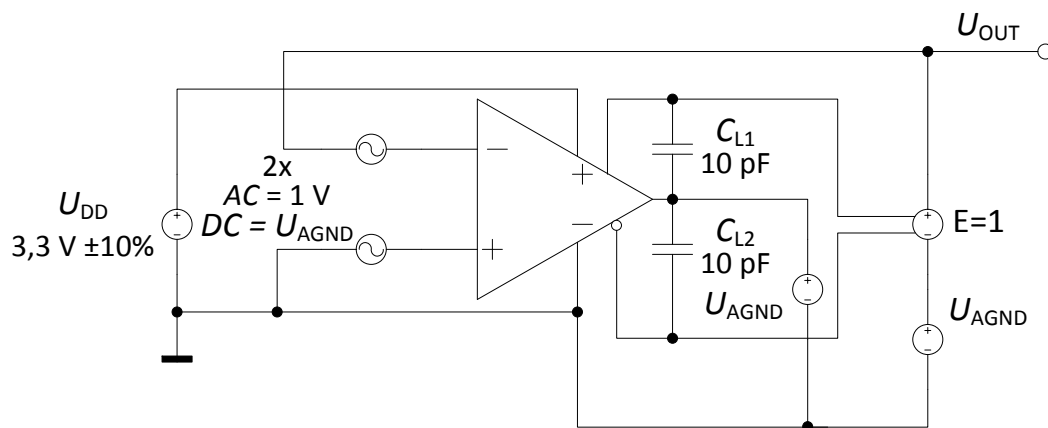 U_OUT
C_L1
10 pF
2x
AC = 1 V
DC = U_AGND
U_DD
3,3 V ±10%
E=1
C_L2
10 pF
U_AGND
U_AGND